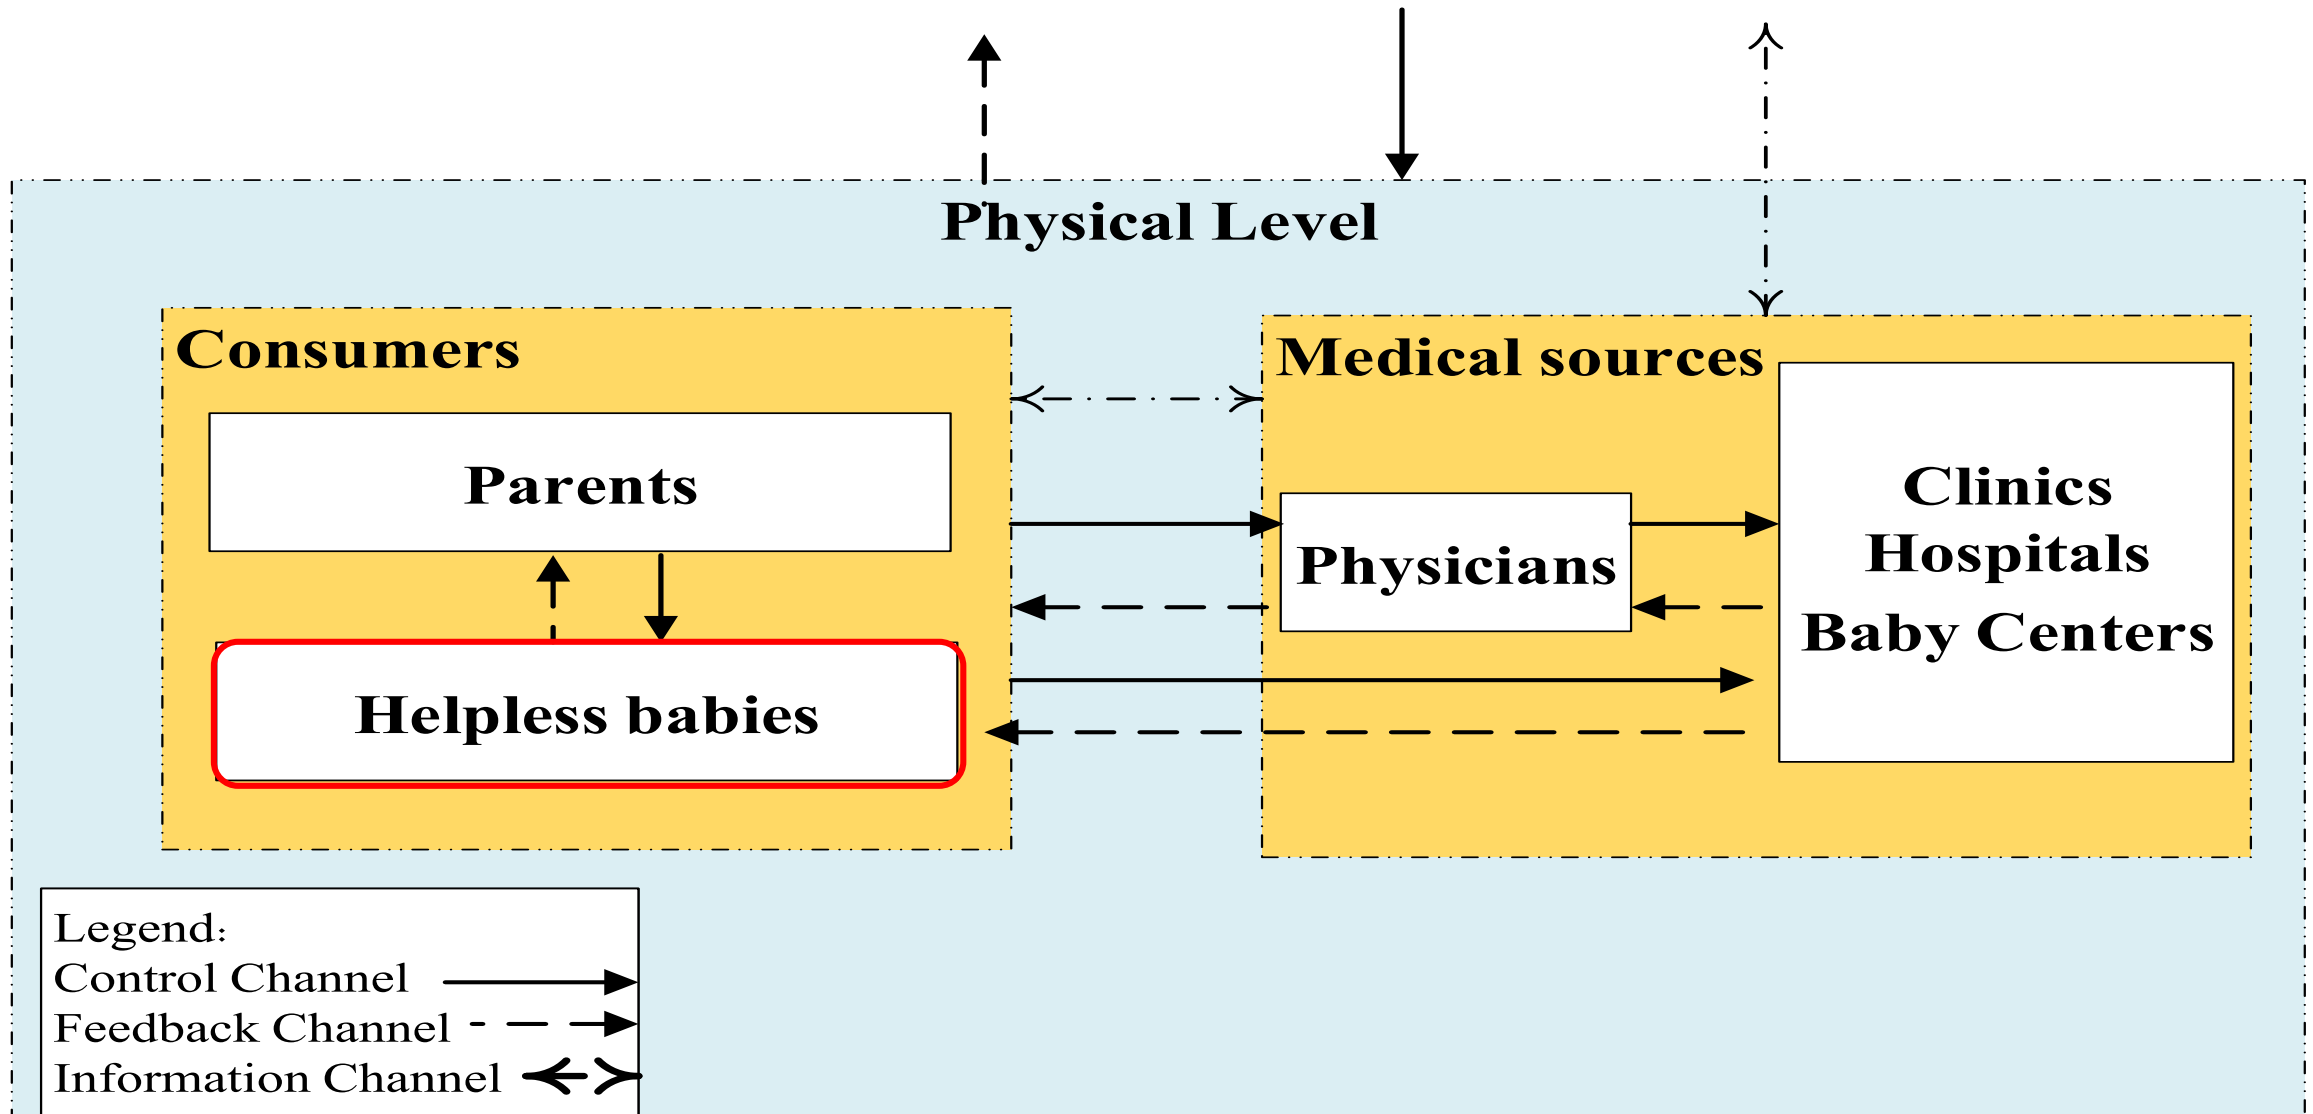 Physical Level
Consumers
Parents
Helpless babies
Medical sources
Physicians
Clinics
Hospitals
Baby Centers
Legend:
Control Channel
Feedback Channel
Information Channel